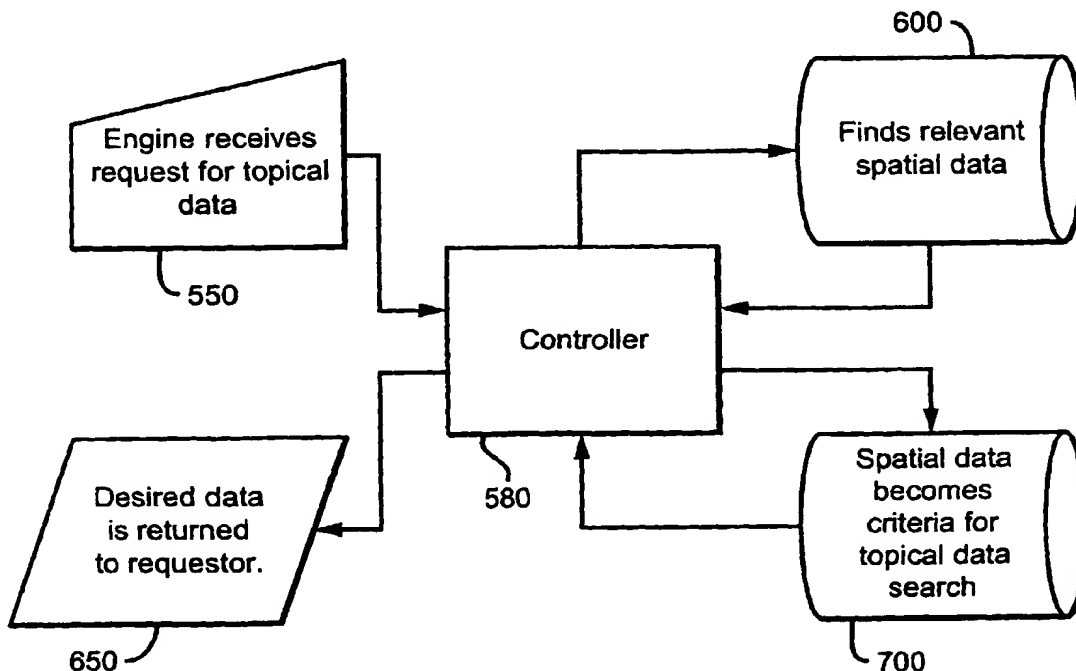 600
Engine receives
request for topical
data
550
Finds relevant
spatial data
Controller
580
Desired data
is returned
to requestor.
650
Spatial data
becomes
criteria for
topical data
search
700